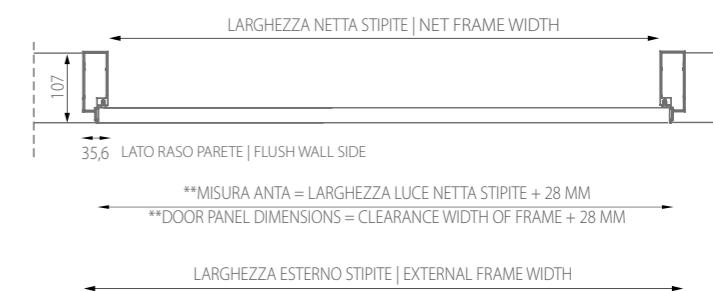 LARGHEZZA NETTA STIPITE | NET FRAME WIDTH
107
35,6 LATO RASO PARETE | FLUSH WALL SIDE
**MISURA ANTA = LARGHEZZA LUCE NETTA STIPITE + 28 MM
**DOOR PANEL DIMENSIONS = CLEARANCE WIDTH OF FRAME + 28 MM
LARGHEZZA ESTERNO STIPITE | EXTERNAL FRAME WIDTH